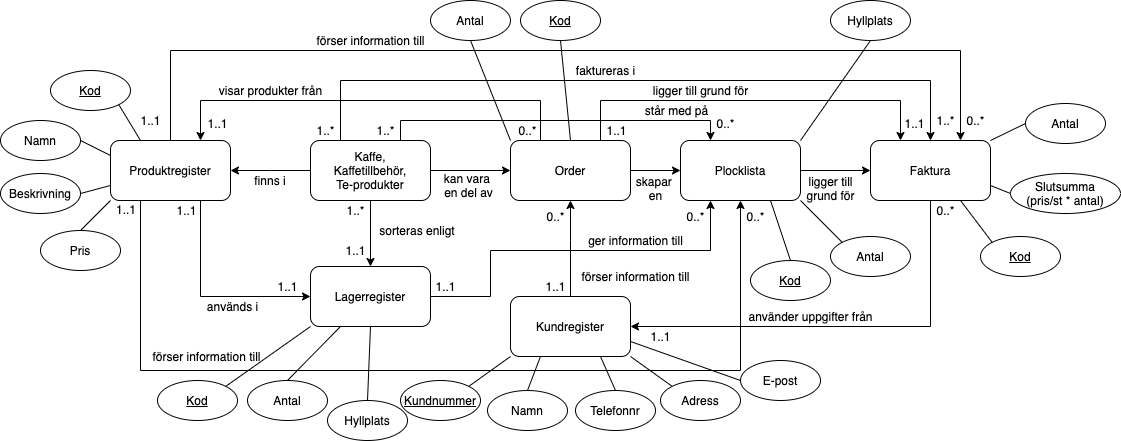 Antal
Kod
Hyllplats
förser information till
faktureras i
Kod
visar produkter från
ligger till grund för
står med på
1..1
1..1
1..*
1..*
0..*
1..1
0..*
1..1
1..*
0..*
Antal
Namn
Produktregister
Kaffe,
Kaffetillbehör,
Te-produkter
Order
Plocklista
Faktura
finns i
kan vara
en del av
skapar
en
ligger till
grund för
Beskrivning
Slutsumma
(pris/st * antal)
1..1
1..1
1..*
0..*
0..*
0..*
0..*
Pris
sorteras enligt
1..1
ger information till
Antal
Kod
Kod
1..1
Lagerregister
1..1
1..1
förser information till
används i
Kundregister
använder uppgifter från
1..1
förser information till
E-post
Kod
Antal
Hyllplats
Kundnummer
Namn
Telefonnr
Adress